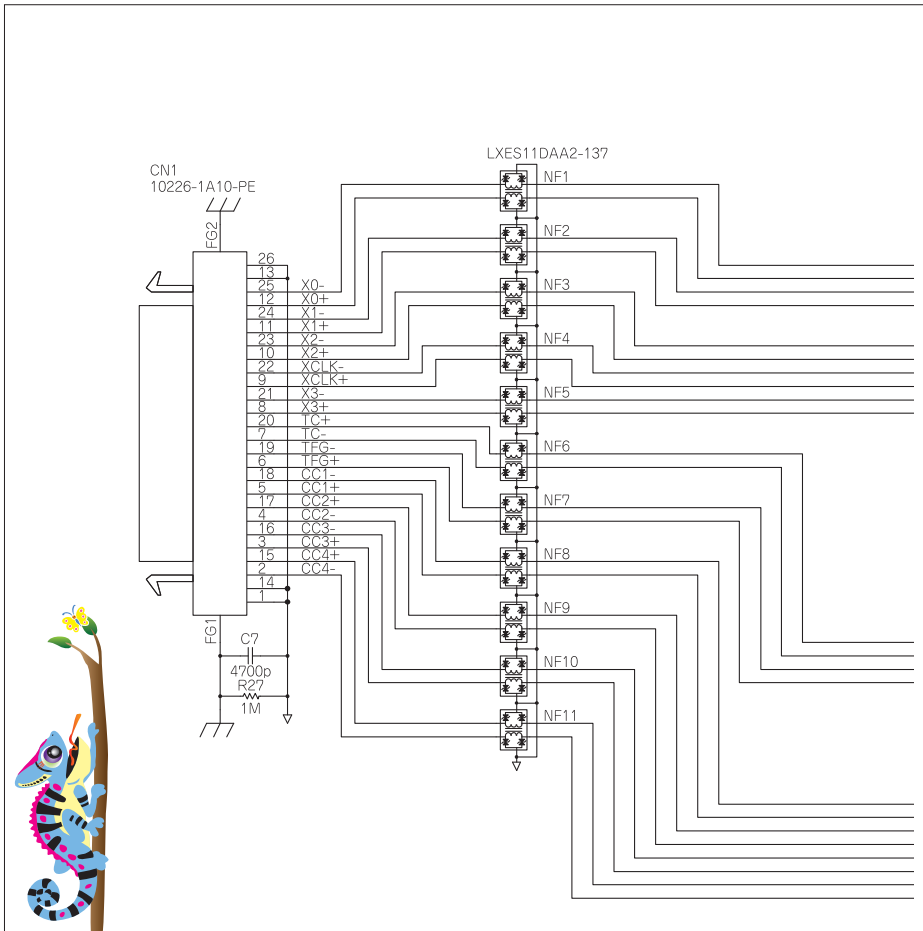 LXES11DAA2-137
CN1
10226-1A10-PE
FG2
26
13
25 X0-
12 X0+
24 X1-
11 X1+
23 X2-
10 X2+
22 XCLK-
9 XCLK+
21 X3-
8 X3+
20 TC+
7 TC-
19 TFG-
6 TFG+
18 CC1-
5 CC1+
17 CC2+
4 CC2-
16 CC3-
3 CC3+
15 CC4+
2 CC4-
14
1
FG1
C7
4700p
R27
1M
NF1
NF2
NF3
NF4
NF5
NF6
NF7
NF8
NF9
NF10
NF11